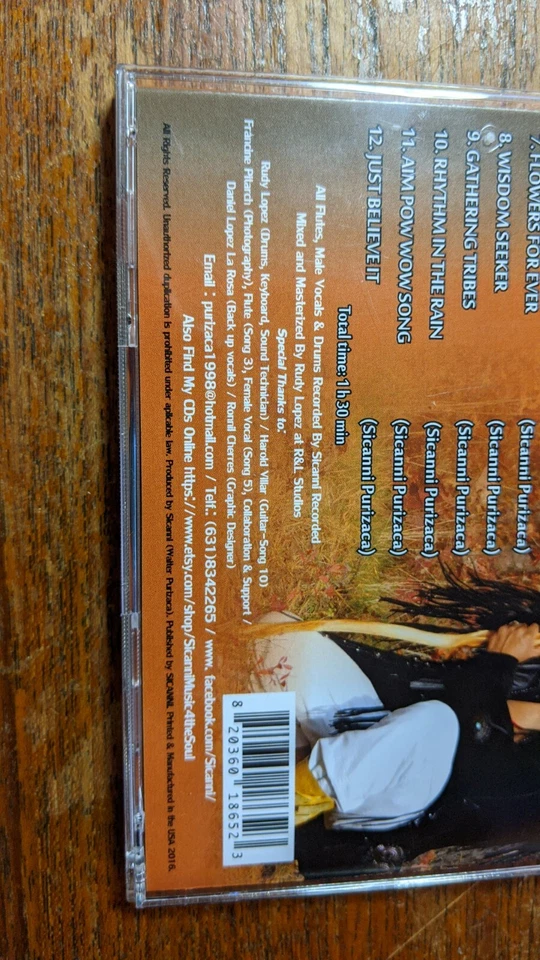 7. FLOWERS FOR EVER (Sicanni Purizaca)
8. WISDOM SEEKER (Sicanni Purizaca)
9. GATHERING TRIBES (Sicanni Purizaca)
10. RHYTHM IN THE RAIN (Sicanni Purizaca)
11. AIM POW WOW SONG (Sicanni Purizaca)
12. JUST BELIEVE IT (Sicanni Purizaca)
Total time: 1 h 30 min
All Flutes, Male Vocals & Drums Recorded By Sicanni Recorded
Mixed and Masterized By Rudy Lopez at R&L Studios
Special Thanks to:
Rudy Lopez (Drums, Keyboard, Sound Technician) / Harold Villar (Guitar-Song 10)
Francine Pilarch (Photography), Flute (Song 3), Female Vocal (Song 5), Colaboration & Support /
Daniel Lopez La Rosa (Back up vocals) / Romil Cherres (Graphic Designer)
Email : purizaca1998@hotmail.com / Telf.: (631)8342265 / www. facebook.com/Sicanni/
Also Find My CDs Online https://www.etsy.com/shop/SicanniMusic4theSoul
All Rights Reserved. Unauthorized duplication is prohibited under aplicable law. Produced by Sicanni (Walter Purizaca). Published by SICANNI. Printed & Manufactured in the USA 2016.
8 20360 18652 3